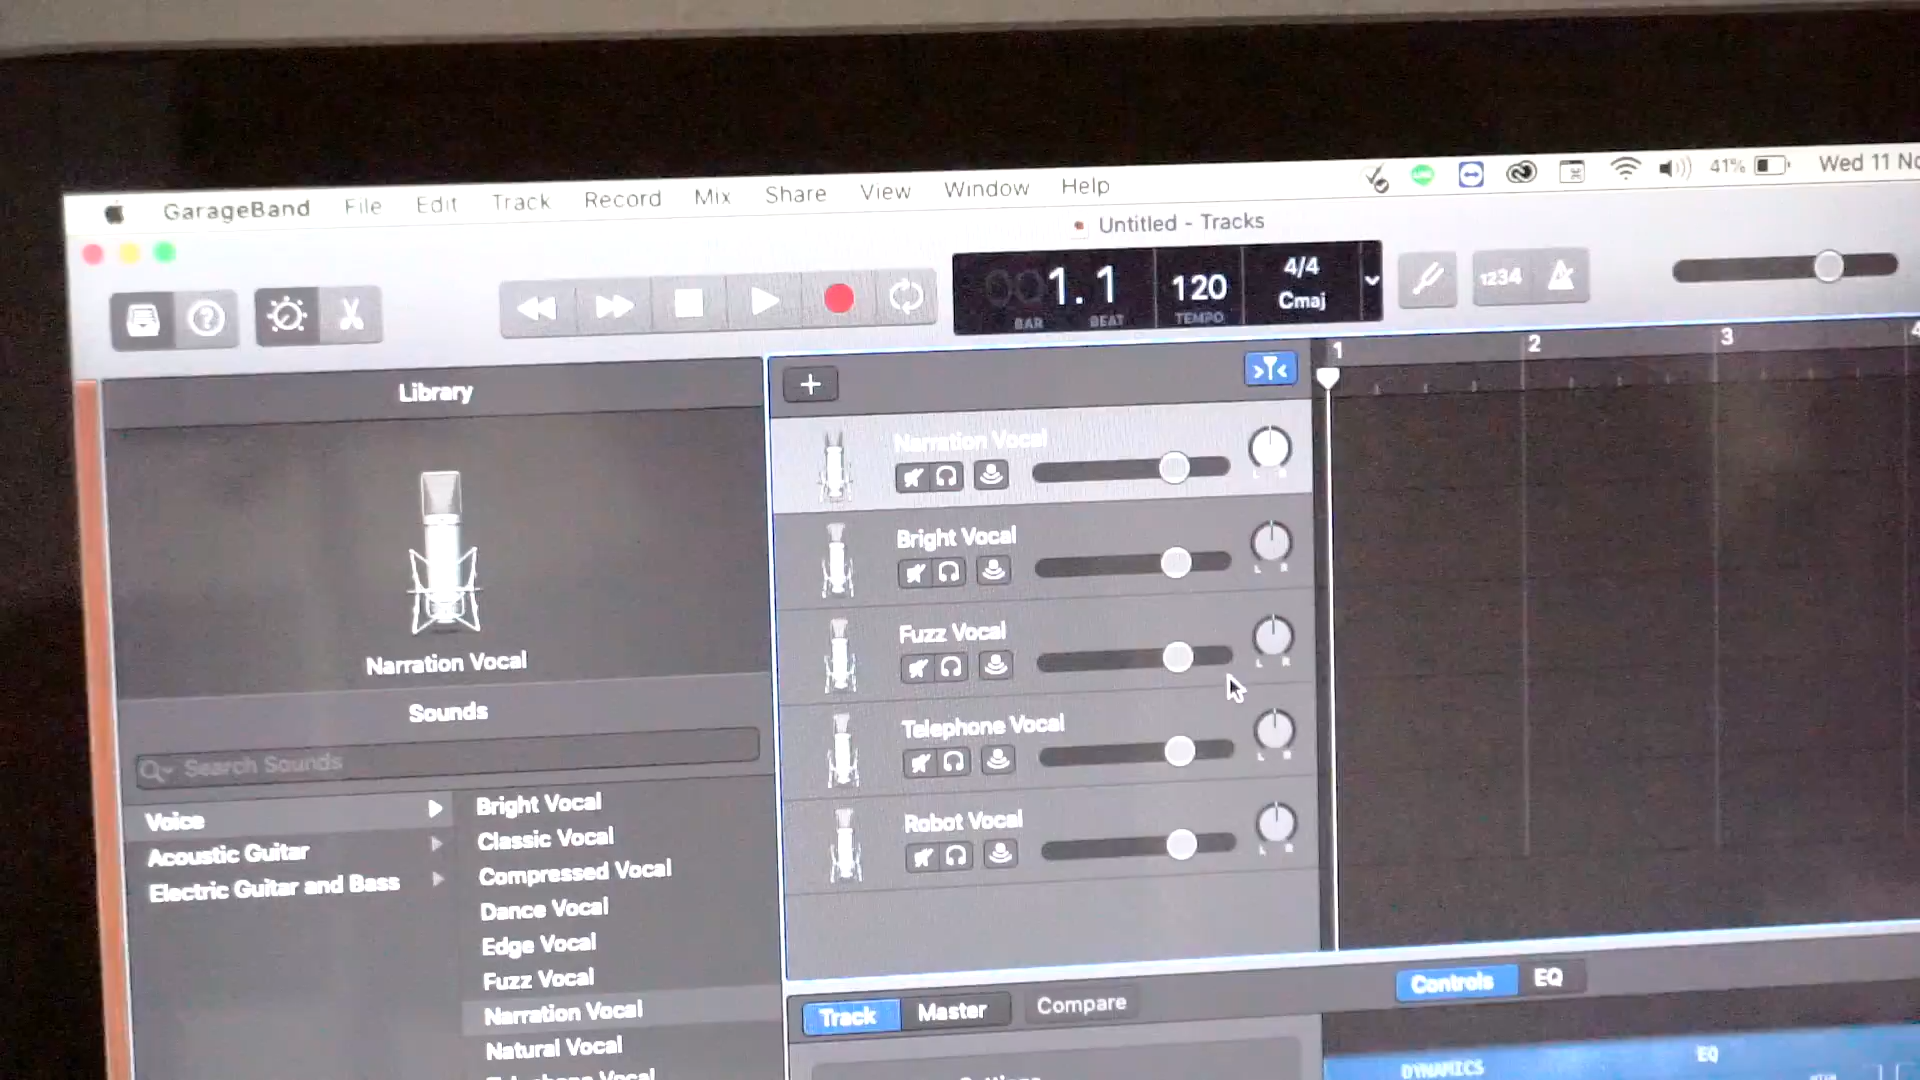 GarageBand File Edit Track Record Mix Share View Window Help 41% Wed 11 No
Untitled - Tracks
001. 1 120 4/4
Cmaj
BAR BEAT TEMPO
1234
Library
1 2 3 4
Narration Vocal
L R
Bright Vocal
L R
Fuzz Vocal
L R
Telephone Vocal
L R
Robot Vocal
L R
Narration Vocal
Sounds
Search Sounds
Voice
Acoustic Guitar
Electric Guitar and Bass
Bright Vocal
Classic Vocal
Compressed Vocal
Dance Vocal
Edge Vocal
Fuzz Vocal
Narration Vocal
Natural Vocal
Track Master Compare
Controls EQ
DYNAMICS EQ